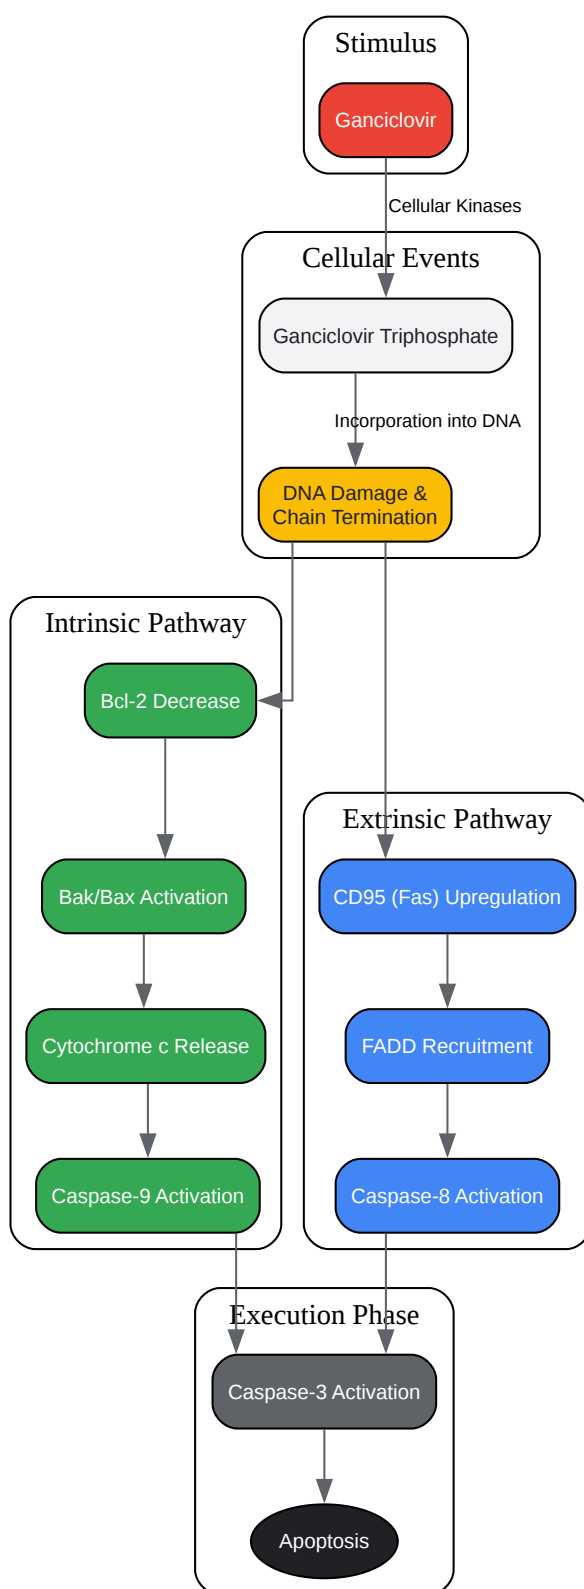 Stimulus
Ganciclovir
Cellular Kinases
Cellular Events
Ganciclovir Triphosphate
Incorporation into DNA
DNA Damage &
Chain Termination
Intrinsic Pathway
Bcl-2 Decrease
Bak/Bax Activation
Cytochrome c Release
Caspase-9 Activation
Extrinsic Pathway
CD95 (Fas) Upregulation
FADD Recruitment
Caspase-8 Activation
Execution Phase
Caspase-3 Activation
Apoptosis